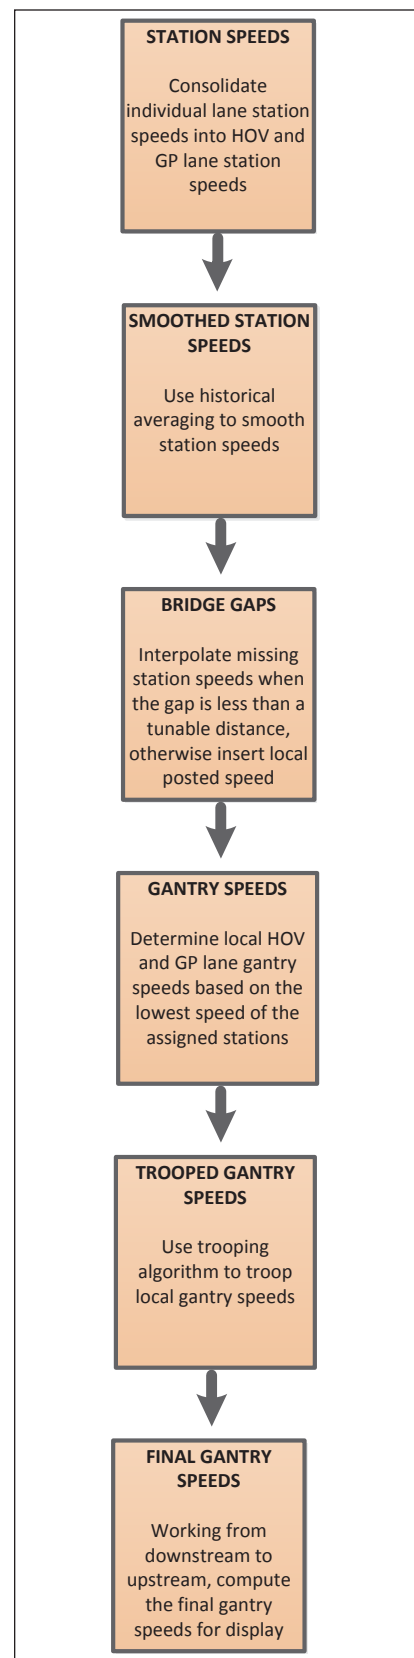 STATION SPEEDS
Consolidate
individual lane station
speeds into HOV and
GP lane station
speeds
SMOOTHED STATION
SPEEDS
Use historical
averaging to smooth
station speeds
BRIDGE GAPS
Interpolate missing
station speeds when
the gap is less than a
tunable distance,
otherwise insert local
posted speed
GANTRY SPEEDS
Determine local HOV
and GP lane gantry
speeds based on the
lowest speed of the
assigned stations
TROOPED GANTRY
SPEEDS
Use trooping
algorithm to troop
local gantry speeds
FINAL GANTRY
SPEEDS
Working from
downstream to
upstream, compute
the final gantry
speeds for display